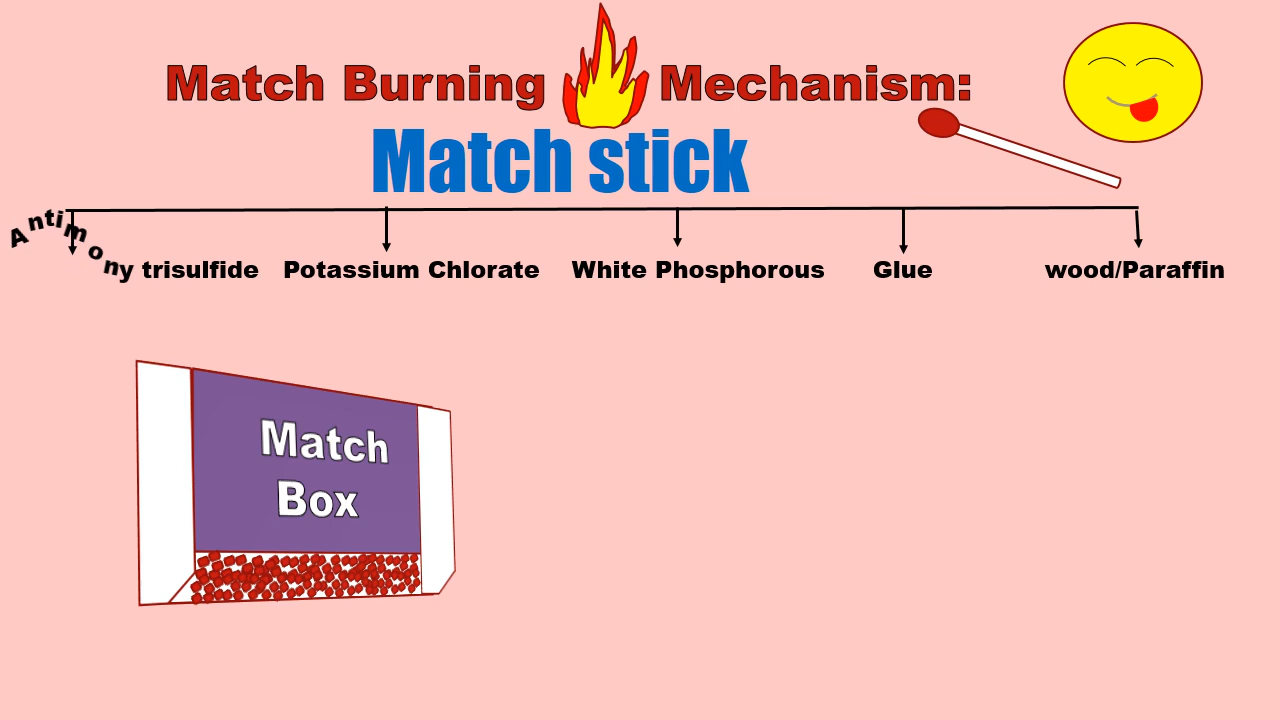 Match Burning Mechanism:
Match stick
Antimony trisulfide Potassium Chlorate White Phosphorous Glue wood/Paraffin
Match
Box